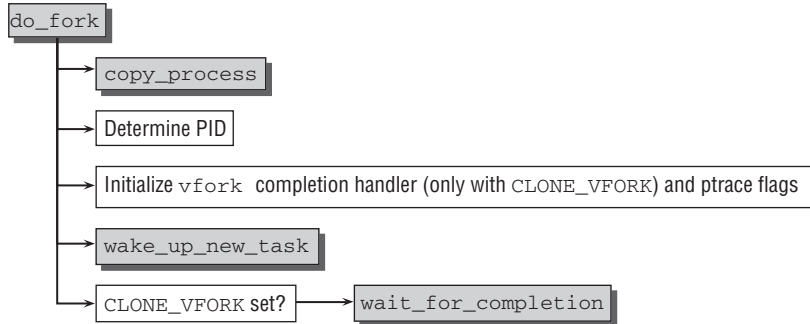 do_fork
copy_process
Determine PID
Initialize vfork completion handler (only with CLONE_VFORK) and ptrace flags
wake_up_new_task
CLONE_VFORK set?
wait_for_completion